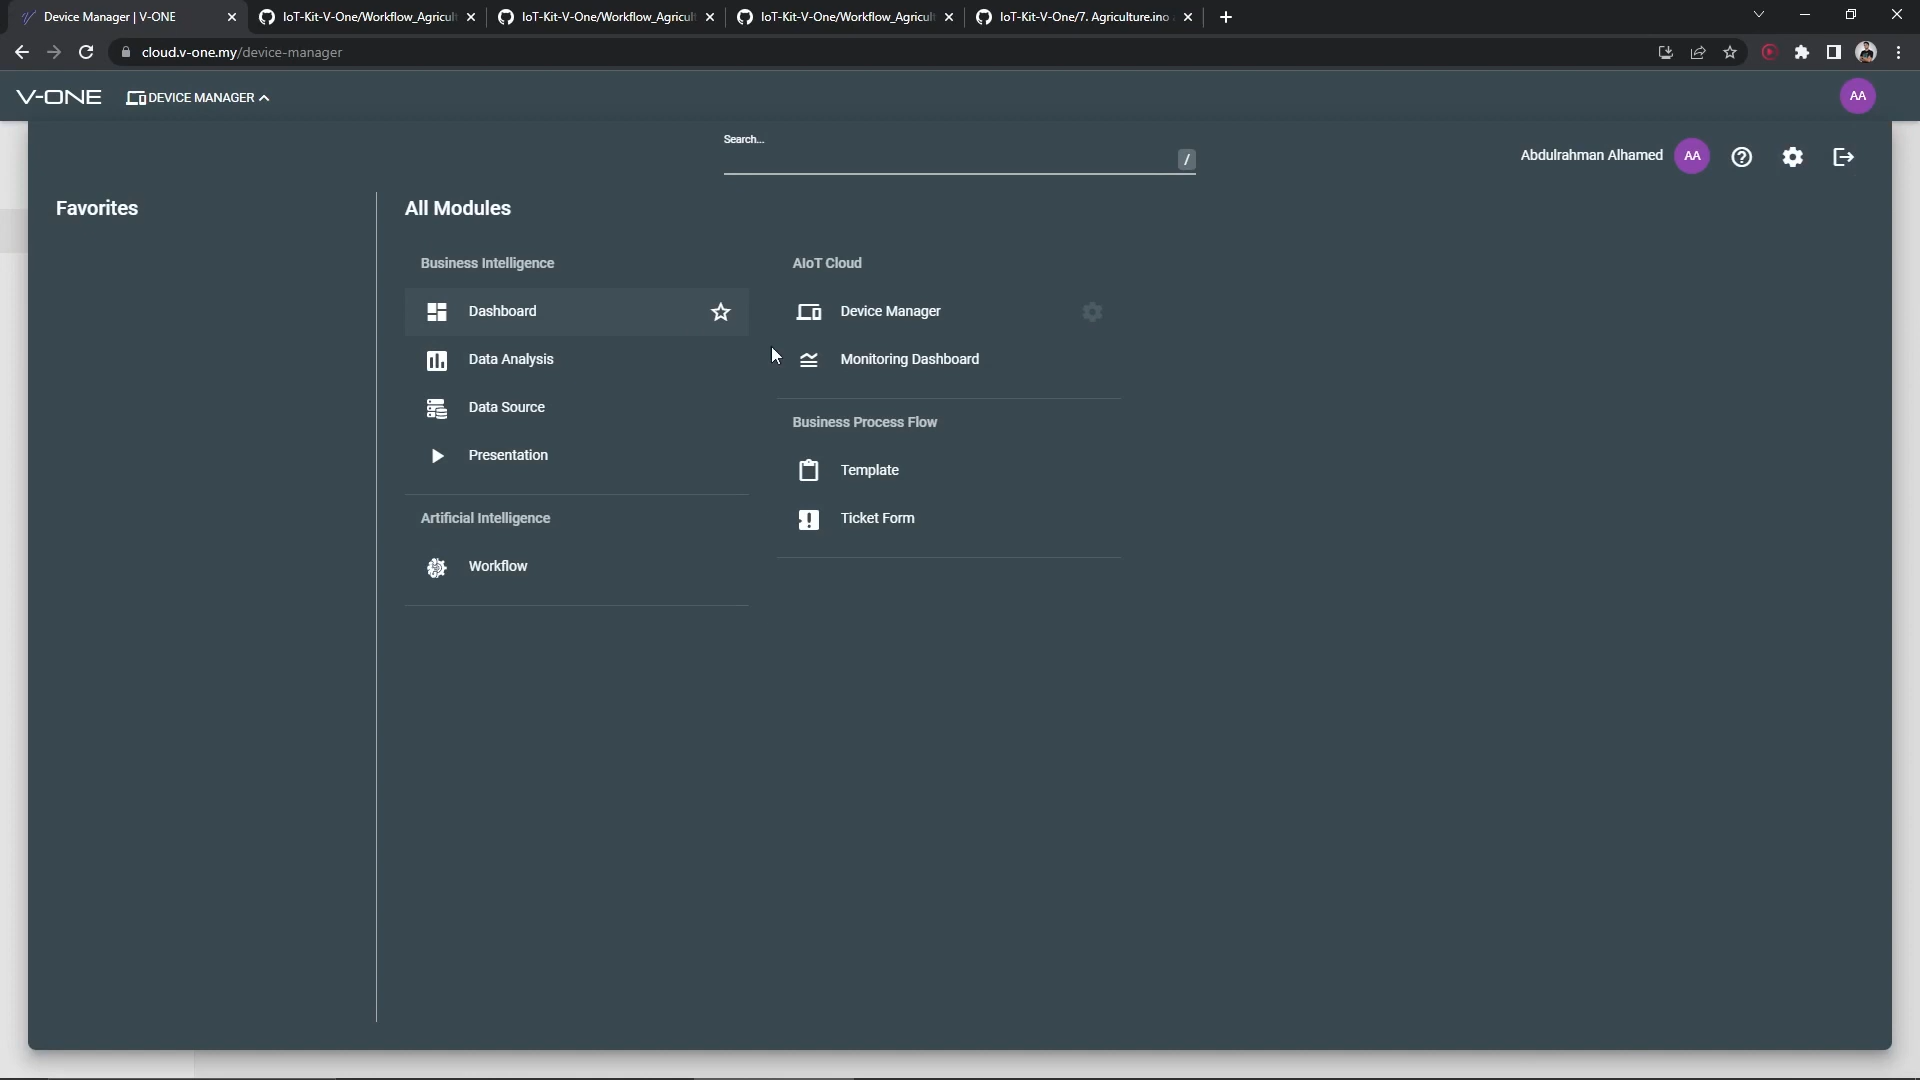 Device Manager | V-ONE
IoT-Kit-V-One/Workflow_Agricult
IoT-Kit-V-One/Workflow_Agricult
IoT-Kit-V-One/Workflow_Agricult
IoT-Kit-V-One/7. Agriculture.ino
cloud.v-one.my/device-manager
V-ONE
DEVICE MANAGER
AA
Search...
/
Abdulrahman Alhamed
AA
Favorites
All Modules
Business Intelligence
Dashboard
Data Analysis
Data Source
Presentation
Artificial Intelligence
Workflow
AIoT Cloud
Device Manager
Monitoring Dashboard
Business Process Flow
Template
Ticket Form